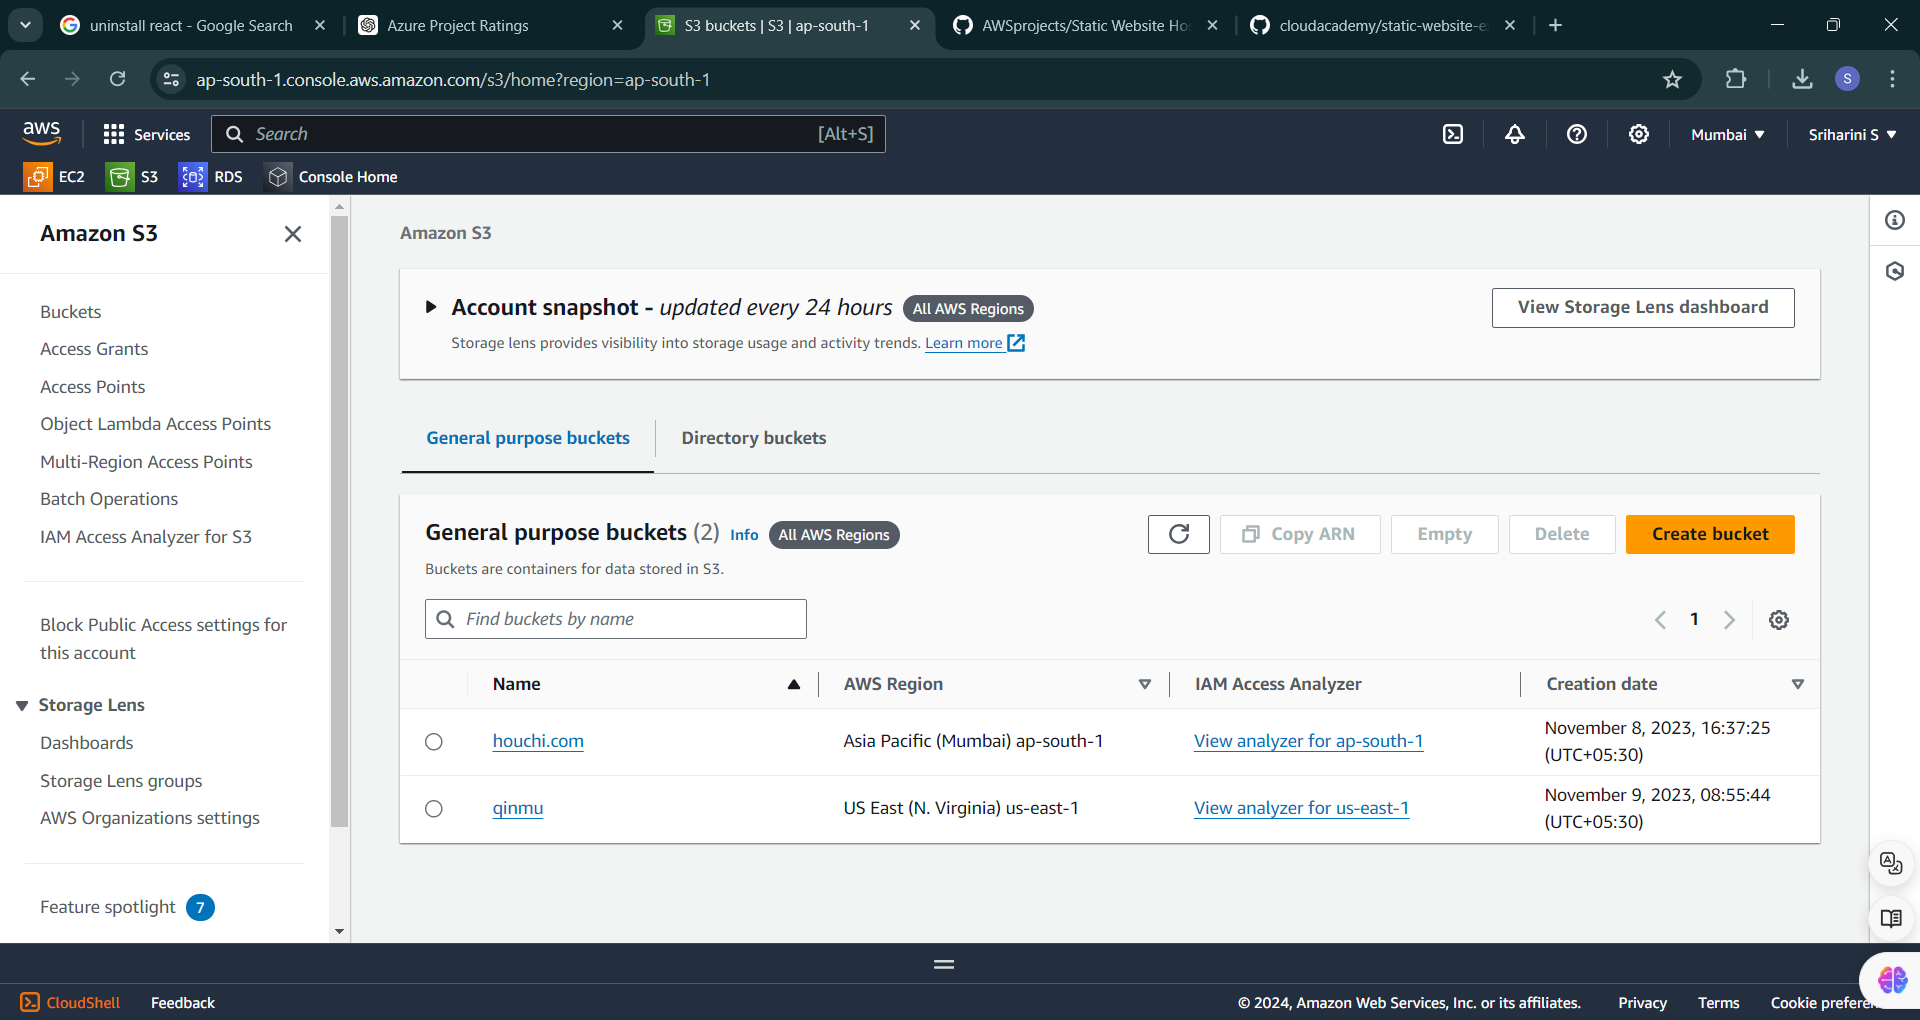 uninstall react - Google Search
Azure Project Ratings
S3 buckets | S3 | ap-south-1
AWSprojects/Static Website Ho
cloudacademy/static-website-e
ap-south-1.console.aws.amazon.com/s3/home?region=ap-south-1
S
aws
Services
Search
[Alt+S]
Mumbai
Sriharini S
EC2
S3
RDS
Console Home
Amazon S3
Buckets
Access Grants
Access Points
Object Lambda Access Points
Multi-Region Access Points
Batch Operations
IAM Access Analyzer for S3
Block Public Access settings for
this account
Storage Lens
Dashboards
Storage Lens groups
AWS Organizations settings
Feature spotlight 7
Amazon S3
Account snapshot - updated every 24 hours All AWS Regions
Storage lens provides visibility into storage usage and activity trends. Learn more
View Storage Lens dashboard
General purpose buckets
Directory buckets
General purpose buckets (2) Info All AWS Regions
Buckets are containers for data stored in S3.
Copy ARN
Empty
Delete
Create bucket
Find buckets by name
1
Name AWS Region IAM Access Analyzer Creation date
houchi.com Asia Pacific (Mumbai) ap-south-1 View analyzer for ap-south-1 November 8, 2023, 16:37:25
(UTC+05:30)
qinmu US East (N. Virginia) us-east-1 View analyzer for us-east-1 November 9, 2023, 08:55:44
(UTC+05:30)
CloudShell
Feedback
© 2024, Amazon Web Services, Inc. or its affiliates.
Privacy
Terms
Cookie prefere